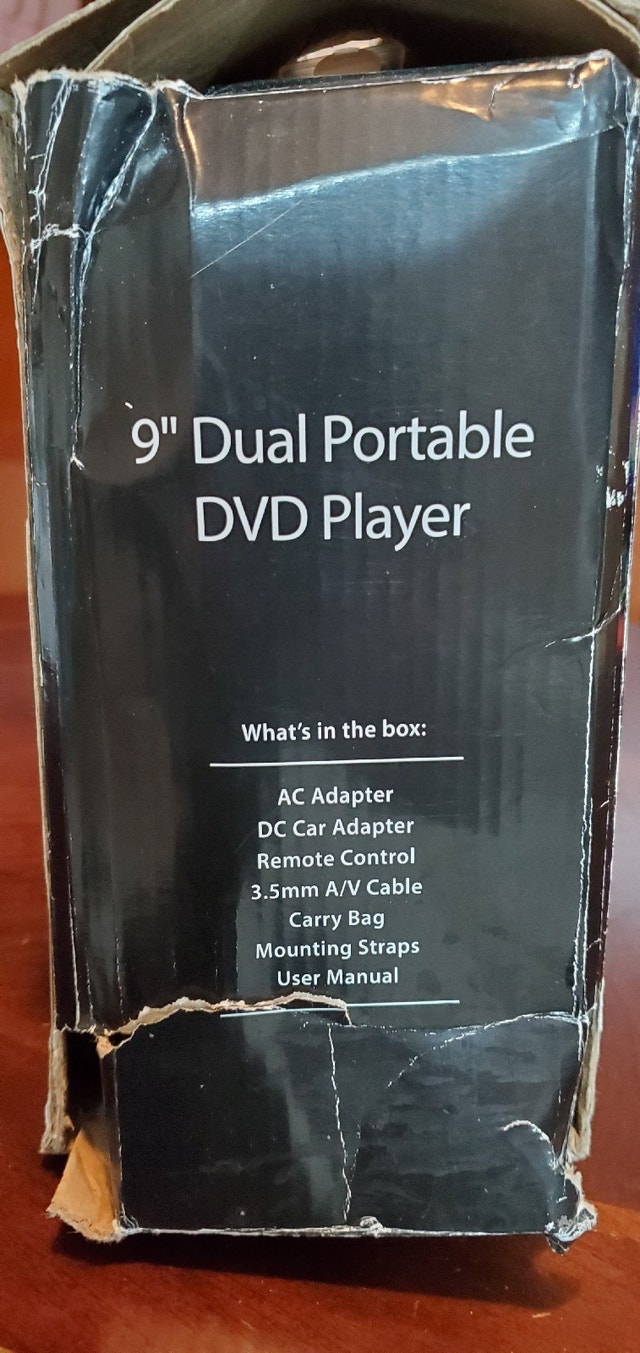 9" Dual Portable
DVD Player
What's in the box:
AC Adapter
DC Car Adapter
Remote Control
3.5mm A/V Cable
Carry Bag
Mounting Straps
User Manual